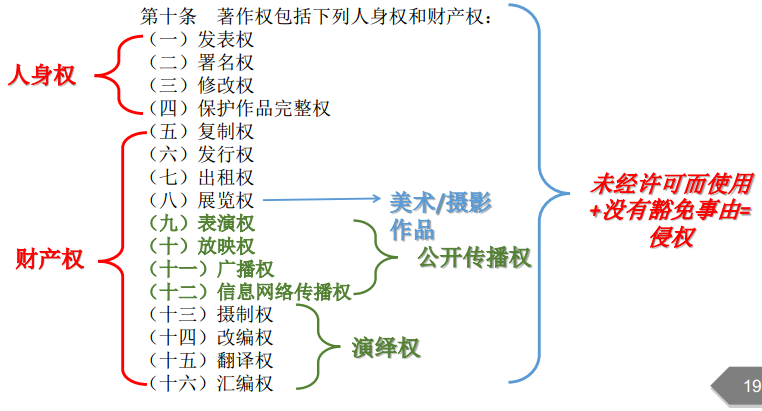 第十条 著作权包括下列人身权和财产权：
（一）发表权
（二）署名权
（三）修改权
（四）保护作品完整权
人身权
（五）复制权
（六）发行权
（七）出租权
（八）展览权
美术/摄影
作品
（九）表演权
（十）放映权
（十一）广播权
（十二）信息网络传播权
公开传播权
（十三）摄制权
（十四）改编权
（十五）翻译权
（十六）汇编权
演绎权
财产权
未经许可而使用
+没有豁免事由=
侵权
19